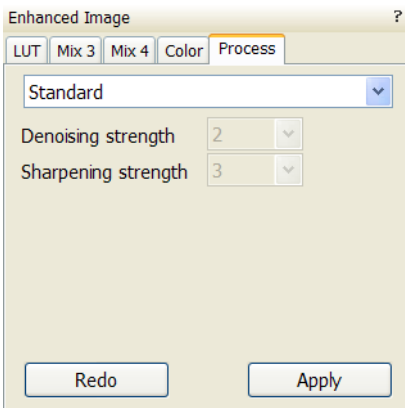 Enhanced Image ?
LUT Mix 3 Mix 4 Color Process
Standard
Denoising strength 2
Sharpening strength 3
Redo Apply